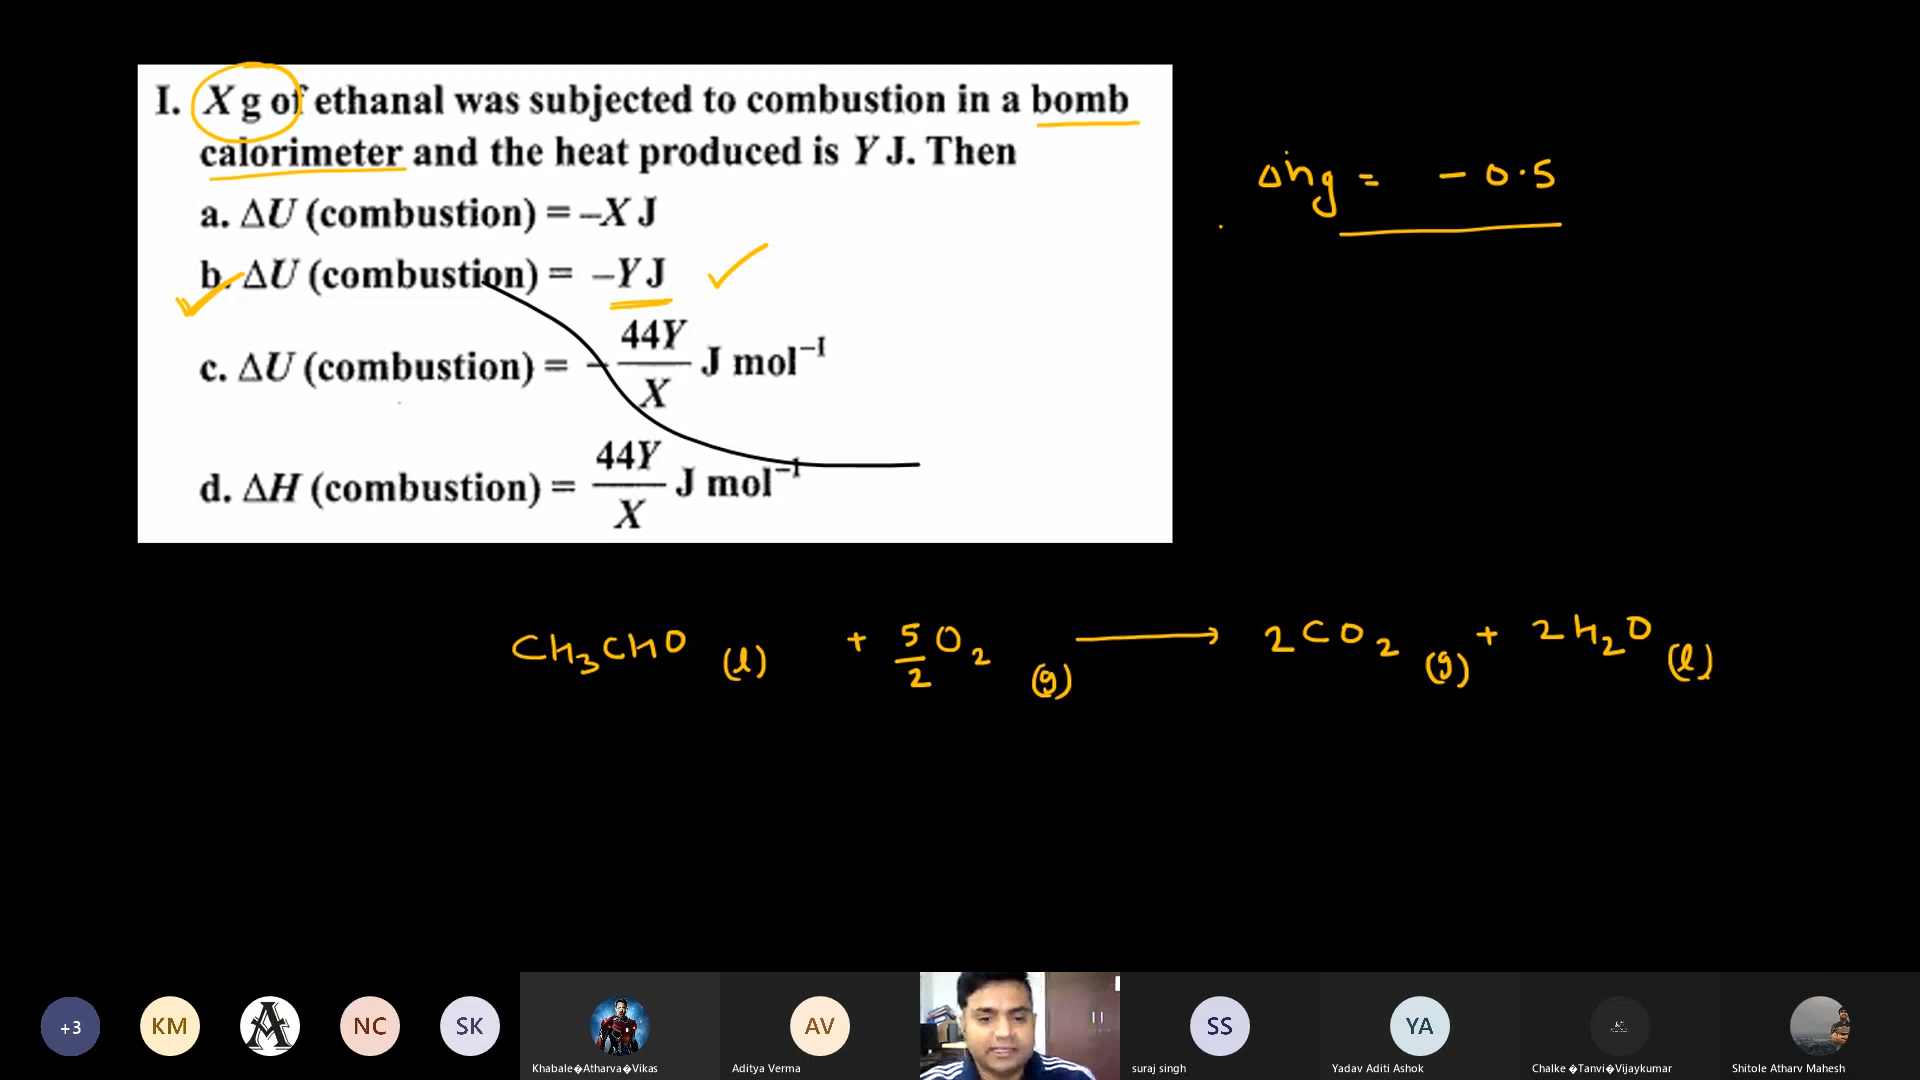 I. X g of ethanal was subjected to combustion in a bomb
calorimeter and the heat produced is Y J. Then
a. ΔU (combustion) = –X J
b. ΔU (combustion) = –Y J
c. ΔU (combustion) = – 44Y/X J mol⁻¹
d. ΔH (combustion) = 44Y/X J mol⁻¹
Δng = – 0.5
CH₃CHO (l) + 5/2 O₂ (g) → 2CO₂ (g) + 2H₂O (l)
+3
KM
A
NC
SK
AV
SS
YA
Khabale�Atharva�Vikas
Aditya Verma
suraj singh
Yadav Aditi Ashok
Chalke �Tanvi�Vijaykumar
Shitole Atharv Mahesh